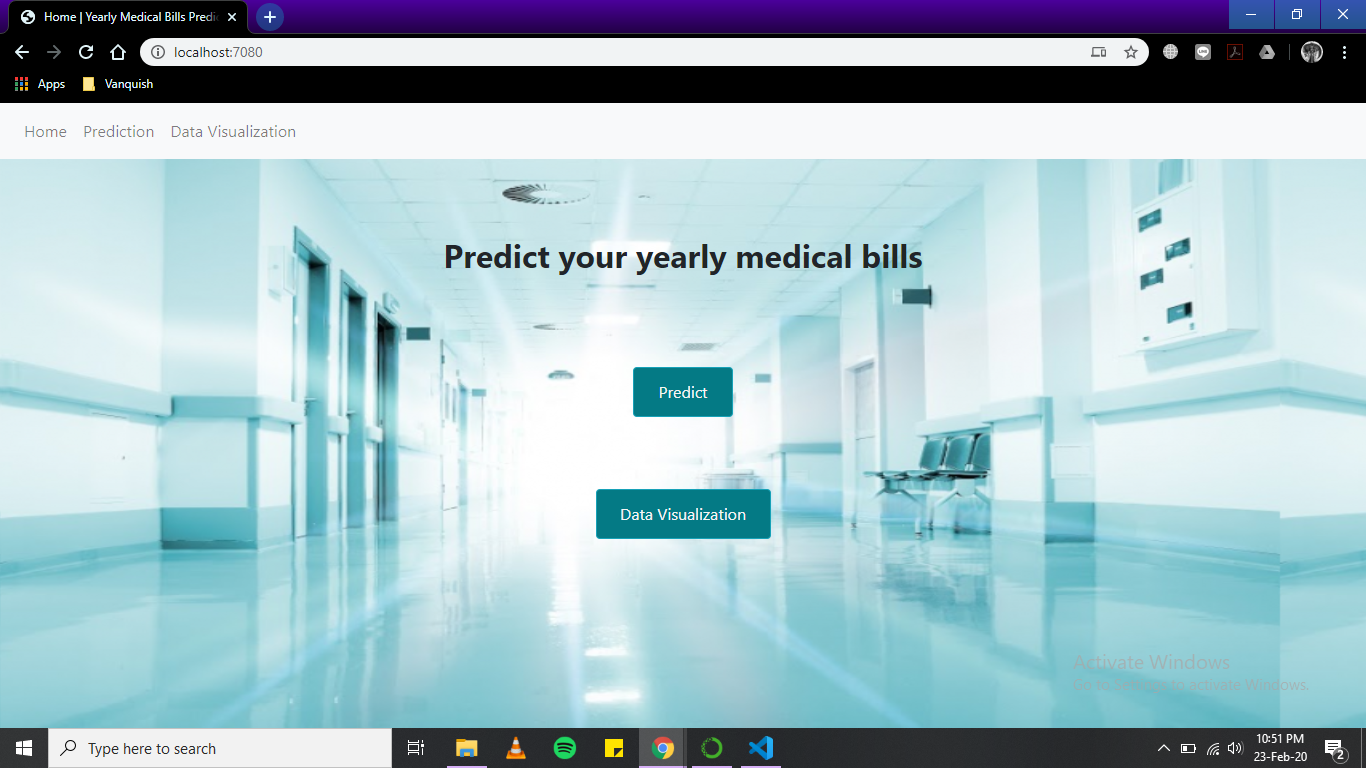 Home | Yearly Medical Bills Predi
localhost:7080
Apps
Vanquish
Home
Prediction
Data Visualization
Predict your yearly medical bills
Predict
Data Visualization
Activate Windows
Go to Settings to activate Windows.
Type here to search
10:51 PM
23-Feb-20
2